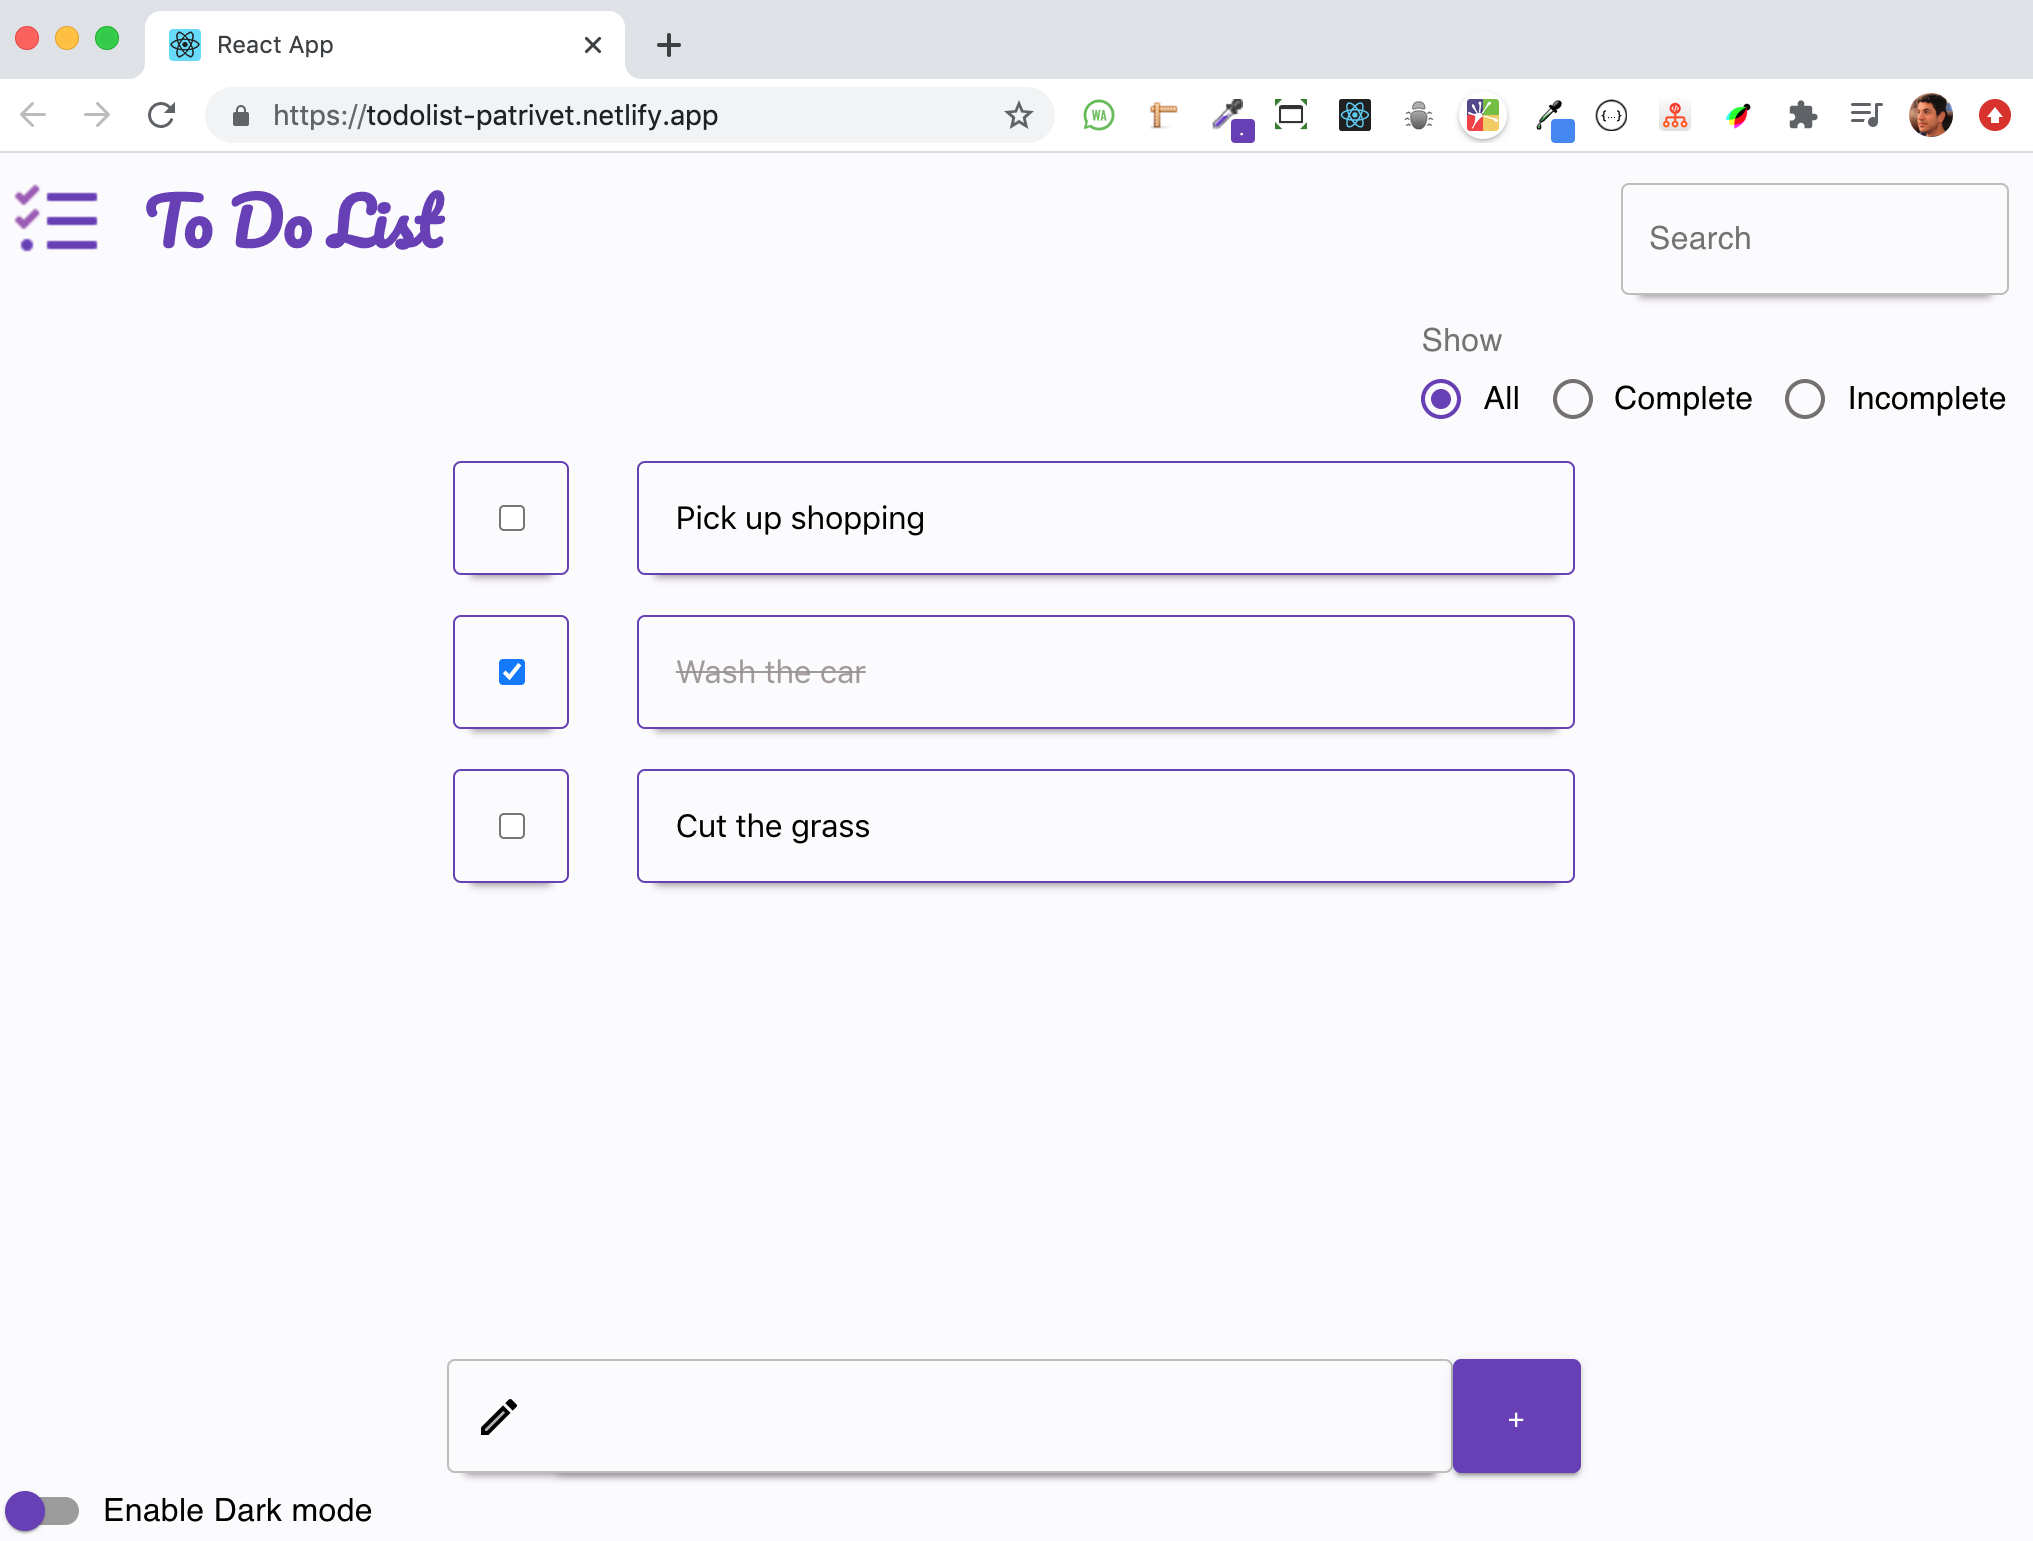 React App
https://todolist-patrivet.netlify.app
WA
{...}
To Do List
Search
Show
All Complete Incomplete
Pick up shopping
Wash the car
Cut the grass
+
Enable Dark mode